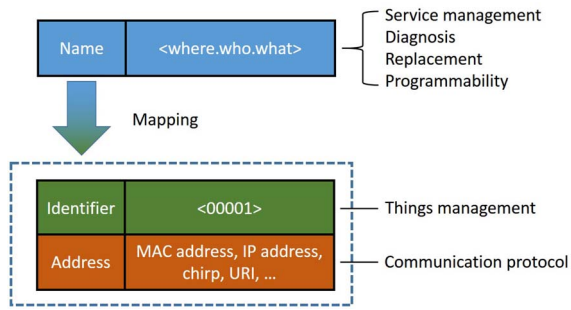 Name
<where.who.what>
Service management
Diagnosis
Replacement
Programmability
Mapping
Identifier
<00001>
Things management
Address
MAC address, IP address,
chirp, URI, ...
Communication protocol